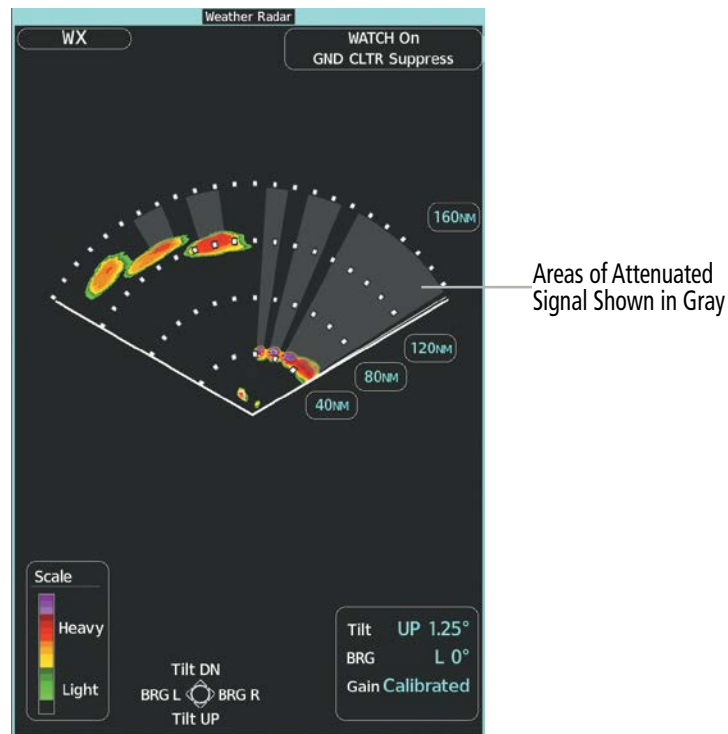 Weather Radar
WX
WATCH On
GND CLTR Suppress
160NM
Areas of Attenuated
Signal Shown in Gray
120NM
80NM
40NM
Scale
Heavy
Light
Tilt DN
BRG L BRG R
Tilt UP
Tilt UP 1.25°
BRG L 0°
Gain Calibrated